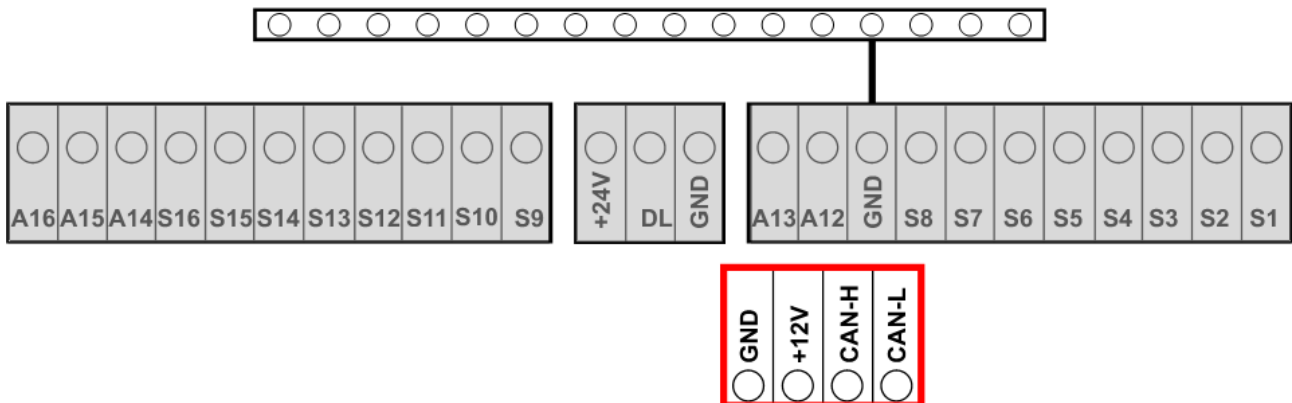 A16 A15 A14 S16 S15 S14 S13 S12 S11 S10 S9 +24V DL GND A13 A12 GND S8 S7 S6 S5 S4 S3 S2 S1
GND +12V CAN-H CAN-L